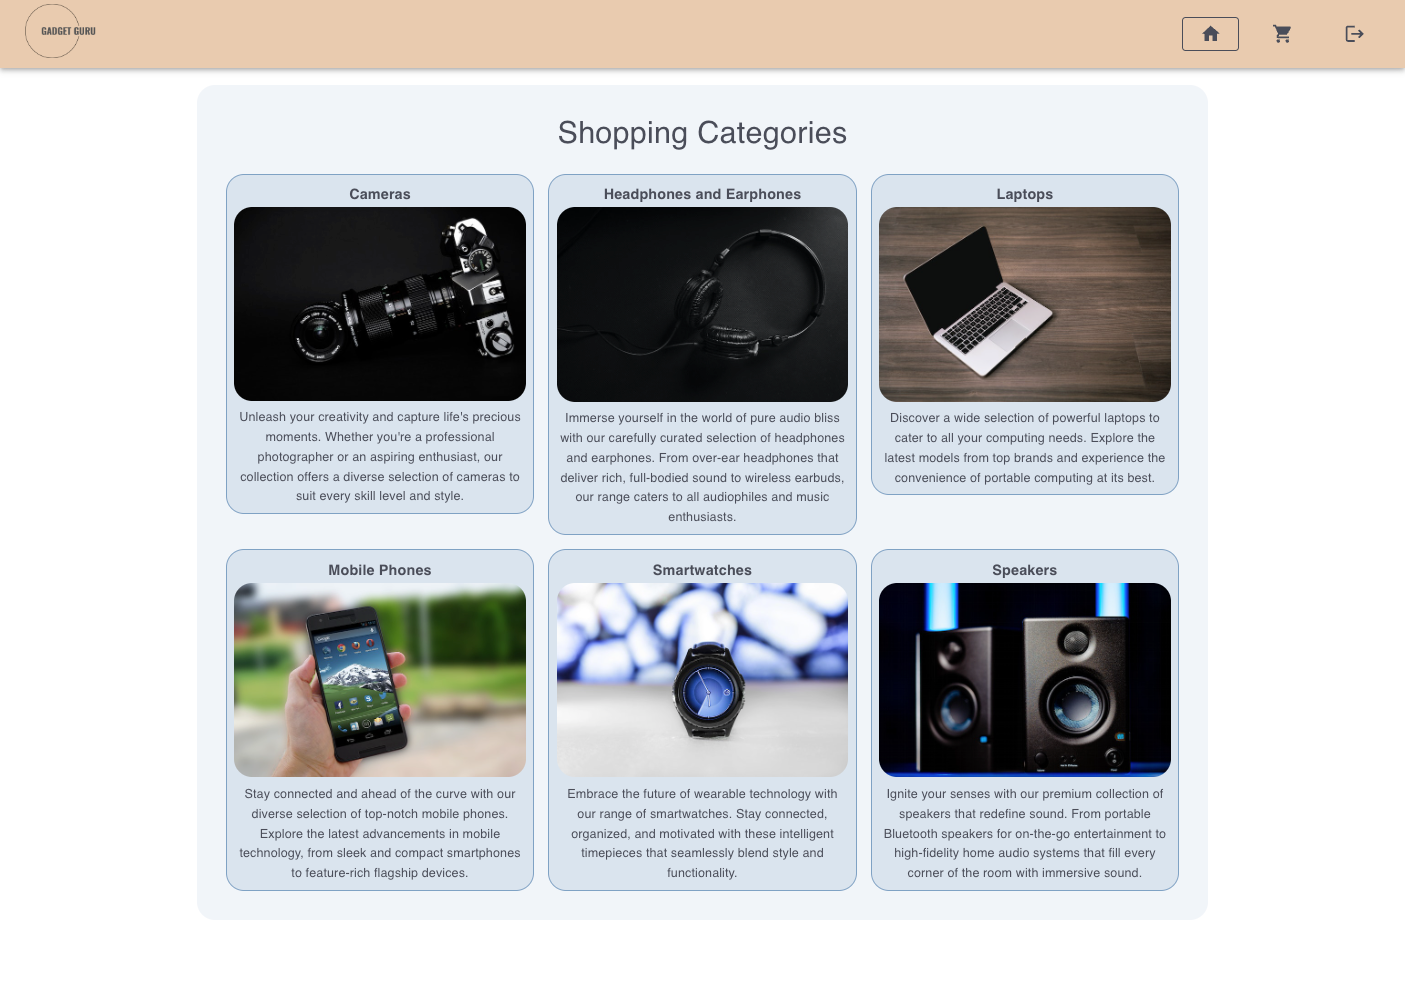 GADGET GURU
Shopping Categories
Cameras
Unleash your creativity and capture life's precious
moments. Whether you're a professional
photographer or an aspiring enthusiast, our
collection offers a diverse selection of cameras to
suit every skill level and style.
Headphones and Earphones
Immerse yourself in the world of pure audio bliss
with our carefully curated selection of headphones
and earphones. From over-ear headphones that
deliver rich, full-bodied sound to wireless earbuds,
our range caters to all audiophiles and music
enthusiasts.
Laptops
Discover a wide selection of powerful laptops to
cater to all your computing needs. Explore the
latest models from top brands and experience the
convenience of portable computing at its best.
Mobile Phones
Google
Stay connected and ahead of the curve with our
diverse selection of top-notch mobile phones.
Explore the latest advancements in mobile
technology, from sleek and compact smartphones
to feature-rich flagship devices.
Smartwatches
Embrace the future of wearable technology with
our range of smartwatches. Stay connected,
organized, and motivated with these intelligent
timepieces that seamlessly blend style and
functionality.
Speakers
Ignite your senses with our premium collection of
speakers that redefine sound. From portable
Bluetooth speakers for on-the-go entertainment to
high-fidelity home audio systems that fill every
corner of the room with immersive sound.